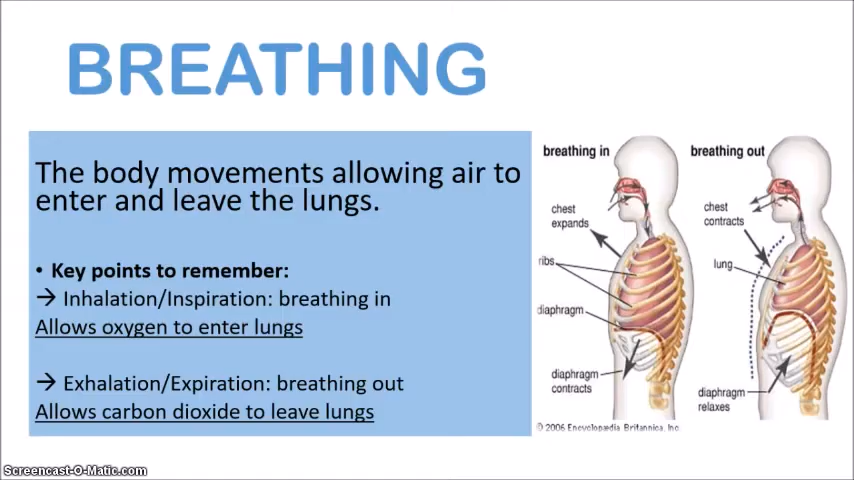 BREATHING
The body movements allowing air to
enter and leave the lungs.
• Key points to remember:
→ Inhalation/Inspiration: breathing in
Allows oxygen to enter lungs
→ Exhalation/Expiration: breathing out
Allows carbon dioxide to leave lungs
breathing in
chest
expands
ribs
diaphragm
diaphragm
contracts
breathing out
chest
contracts
lung
diaphragm
relaxes
© 2006 Encyclopædia Britannica, Inc.
Screencast-O-Matic.com